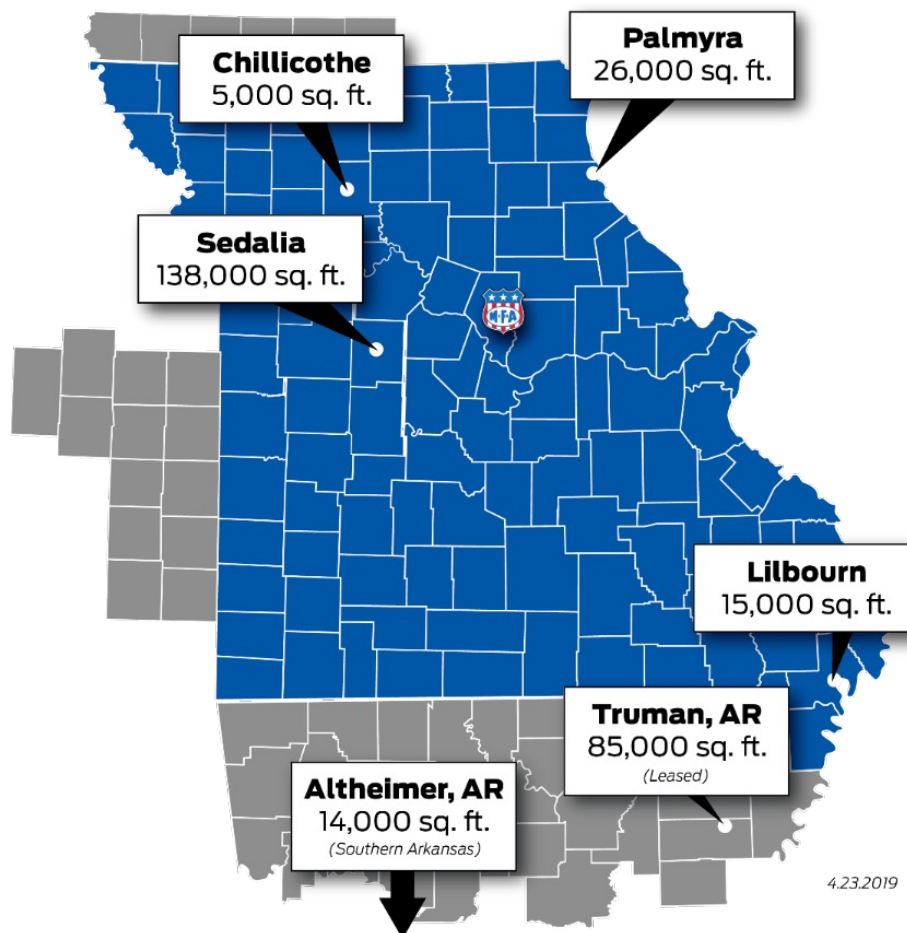 Chillicothe
5,000 sq. ft.
Palmyra
26,000 sq. ft.
Sedalia
138,000 sq. ft.
M·F·A
Lilbourn
15,000 sq. ft.
Truman, AR
85,000 sq. ft.
(Leased)
Altheimer, AR
14,000 sq. ft.
(Southern Arkansas)
4.23.2019